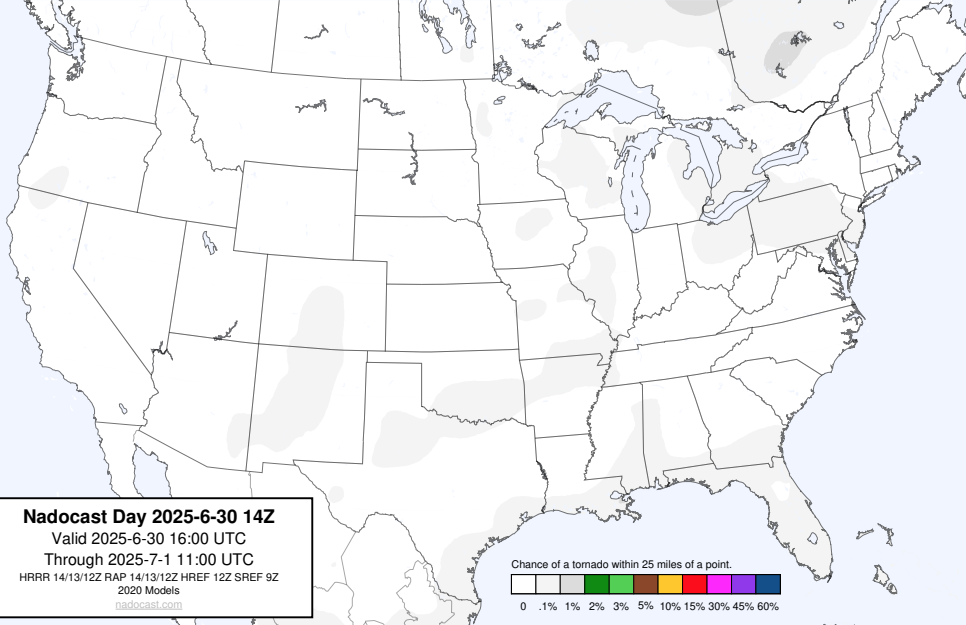 Nadocast Day 2025-6-30 14Z
Valid 2025-6-30 16:00 UTC
Through 2025-7-1 11:00 UTC
HRRR 14/13/12Z RAP 14/13/12Z HREF 12Z SREF 9Z
2020 Models
nadocast.com
Chance of a tornado within 25 miles of a point.
0 .1% 1% 2% 3% 5% 10% 15% 30% 45% 60%